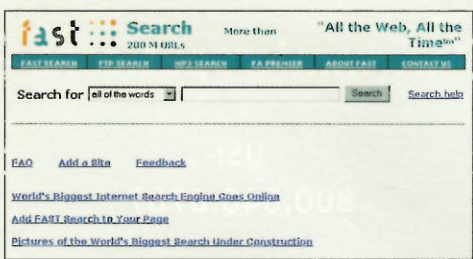 fast Search More than "All the Web, All the
200 M URLs Time℠"
FAST SEARCH FTP SEARCH MP3 SEARCH FA PREMIER ABOUT FAST CONTACT US
Search for all of the words Search Search help
FAQ Add a Site Feedback
World's Biggest Internet Search Engine Goes Online
Add FAST Search to Your Page
Pictures of the World's Biggest Search Under Construction